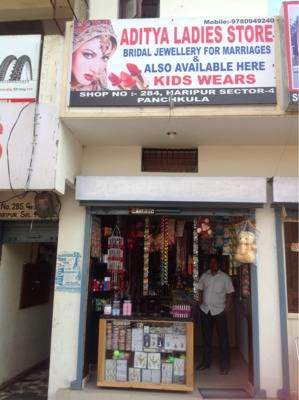 Mobile:-9780949240
ADITYA LADIES STORE
BRIDAL JEWELLERY FOR MARRIAGES
&
ALSO AVAILABLE HERE
KIDS WEARS
SHOP NO :- 284, HARIPUR SECTOR-4
PANCHKULA
No. 285,